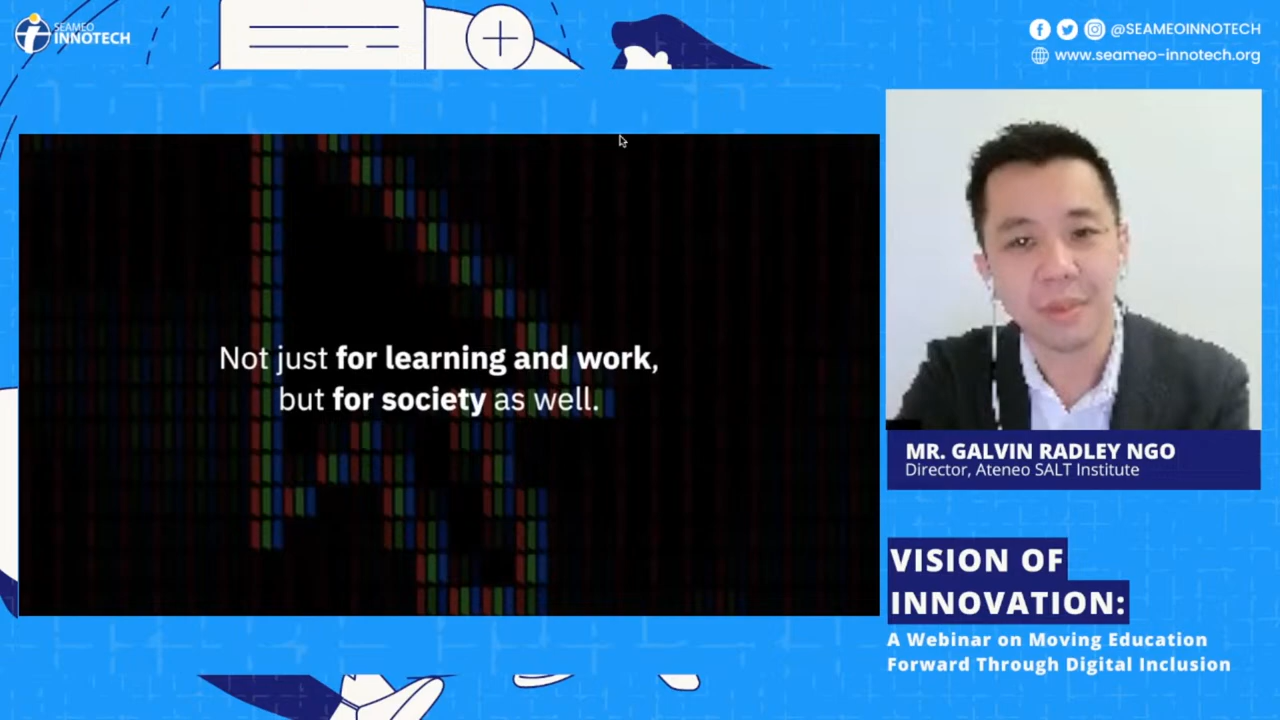 SEAMEO
INNOTECH
@SEAMEOINNOTECH
www.seameo-innotech.org
Not just for learning and work,
but for society as well.
MR. GALVIN RADLEY NGO
Director, Ateneo SALT Institute
VISION OF
INNOVATION:
A Webinar on Moving Education
Forward Through Digital Inclusion